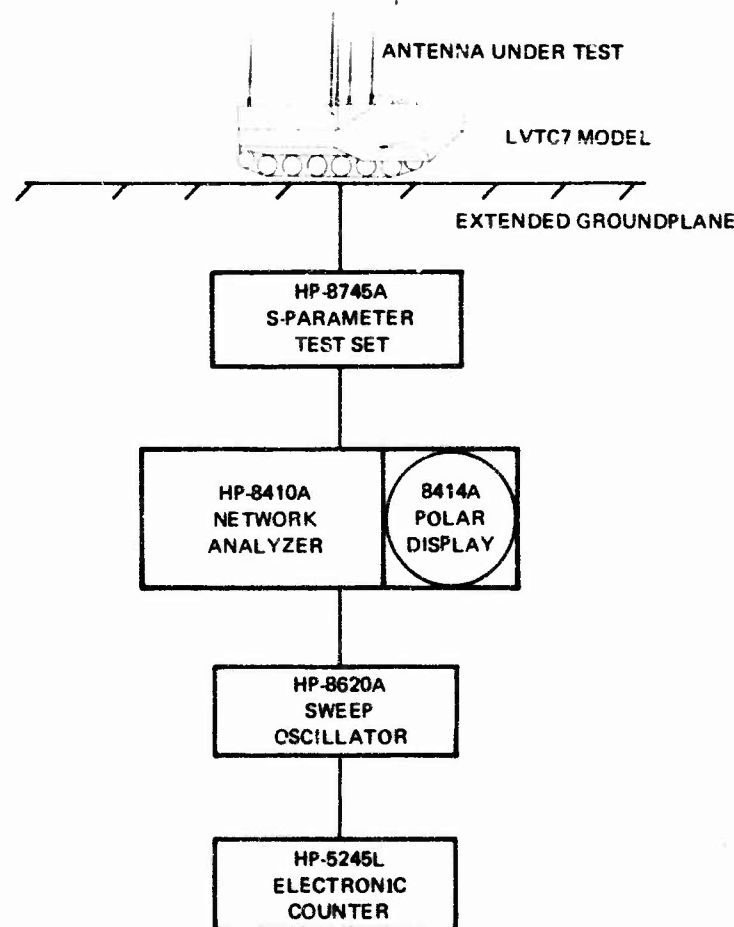 ANTENNA UNDER TEST
LVTC7 MODEL
EXTENDED GROUNDPLANE
HP-8745A
S-PARAMETER
TEST SET
HP-8410A
NETWORK
ANALYZER
8414A
POLAR
DISPLAY
HP-8620A
SWEEP
OSCILLATOR
HP-5245L
ELECTRONIC
COUNTER